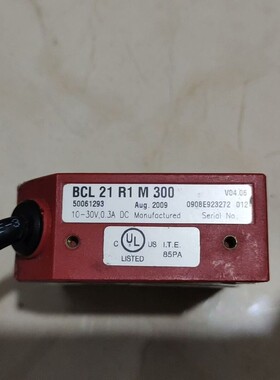 BCL 21 R1 M 300 V04.08
50061293 Aug. 2009 0908E923272 012
10-30V,0.3A DC Manufactured Serial No.
C UL US I.T.E.
LISTED 85PA